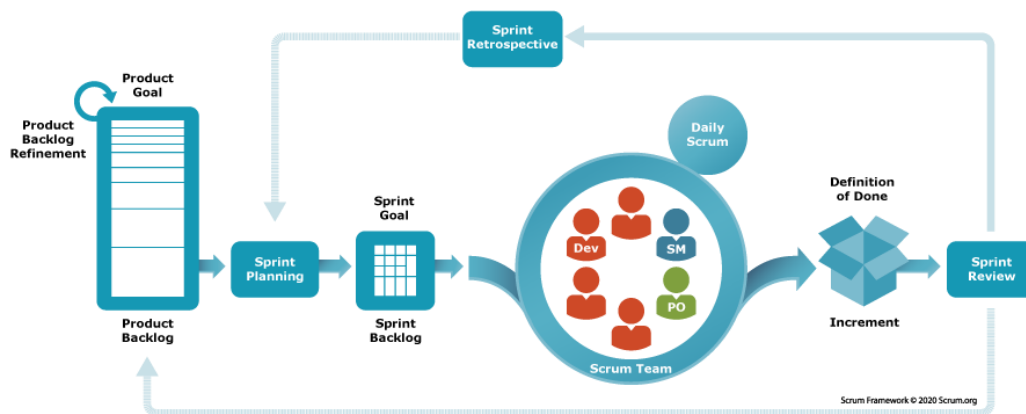 Sprint
Retrospective
Product
Goal
Product
Backlog
Refinement
Daily
Scrum
Definition
of Done
Sprint
Goal
Dev
SM
Sprint
Planning
Sprint
Review
PO
Product
Backlog
Sprint
Backlog
Increment
Scrum Team
Scrum Framework © 2020 Scrum.org